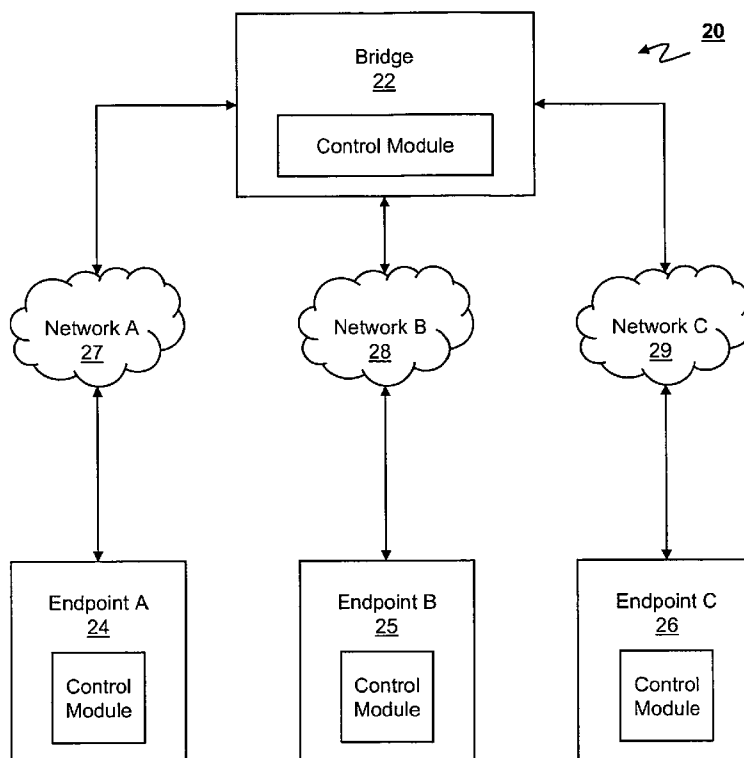 20
Bridge
22
Control Module
Network A
27
Network B
28
Network C
29
Endpoint A
24
Control
Module
Endpoint B
25
Control
Module
Endpoint C
26
Control
Module